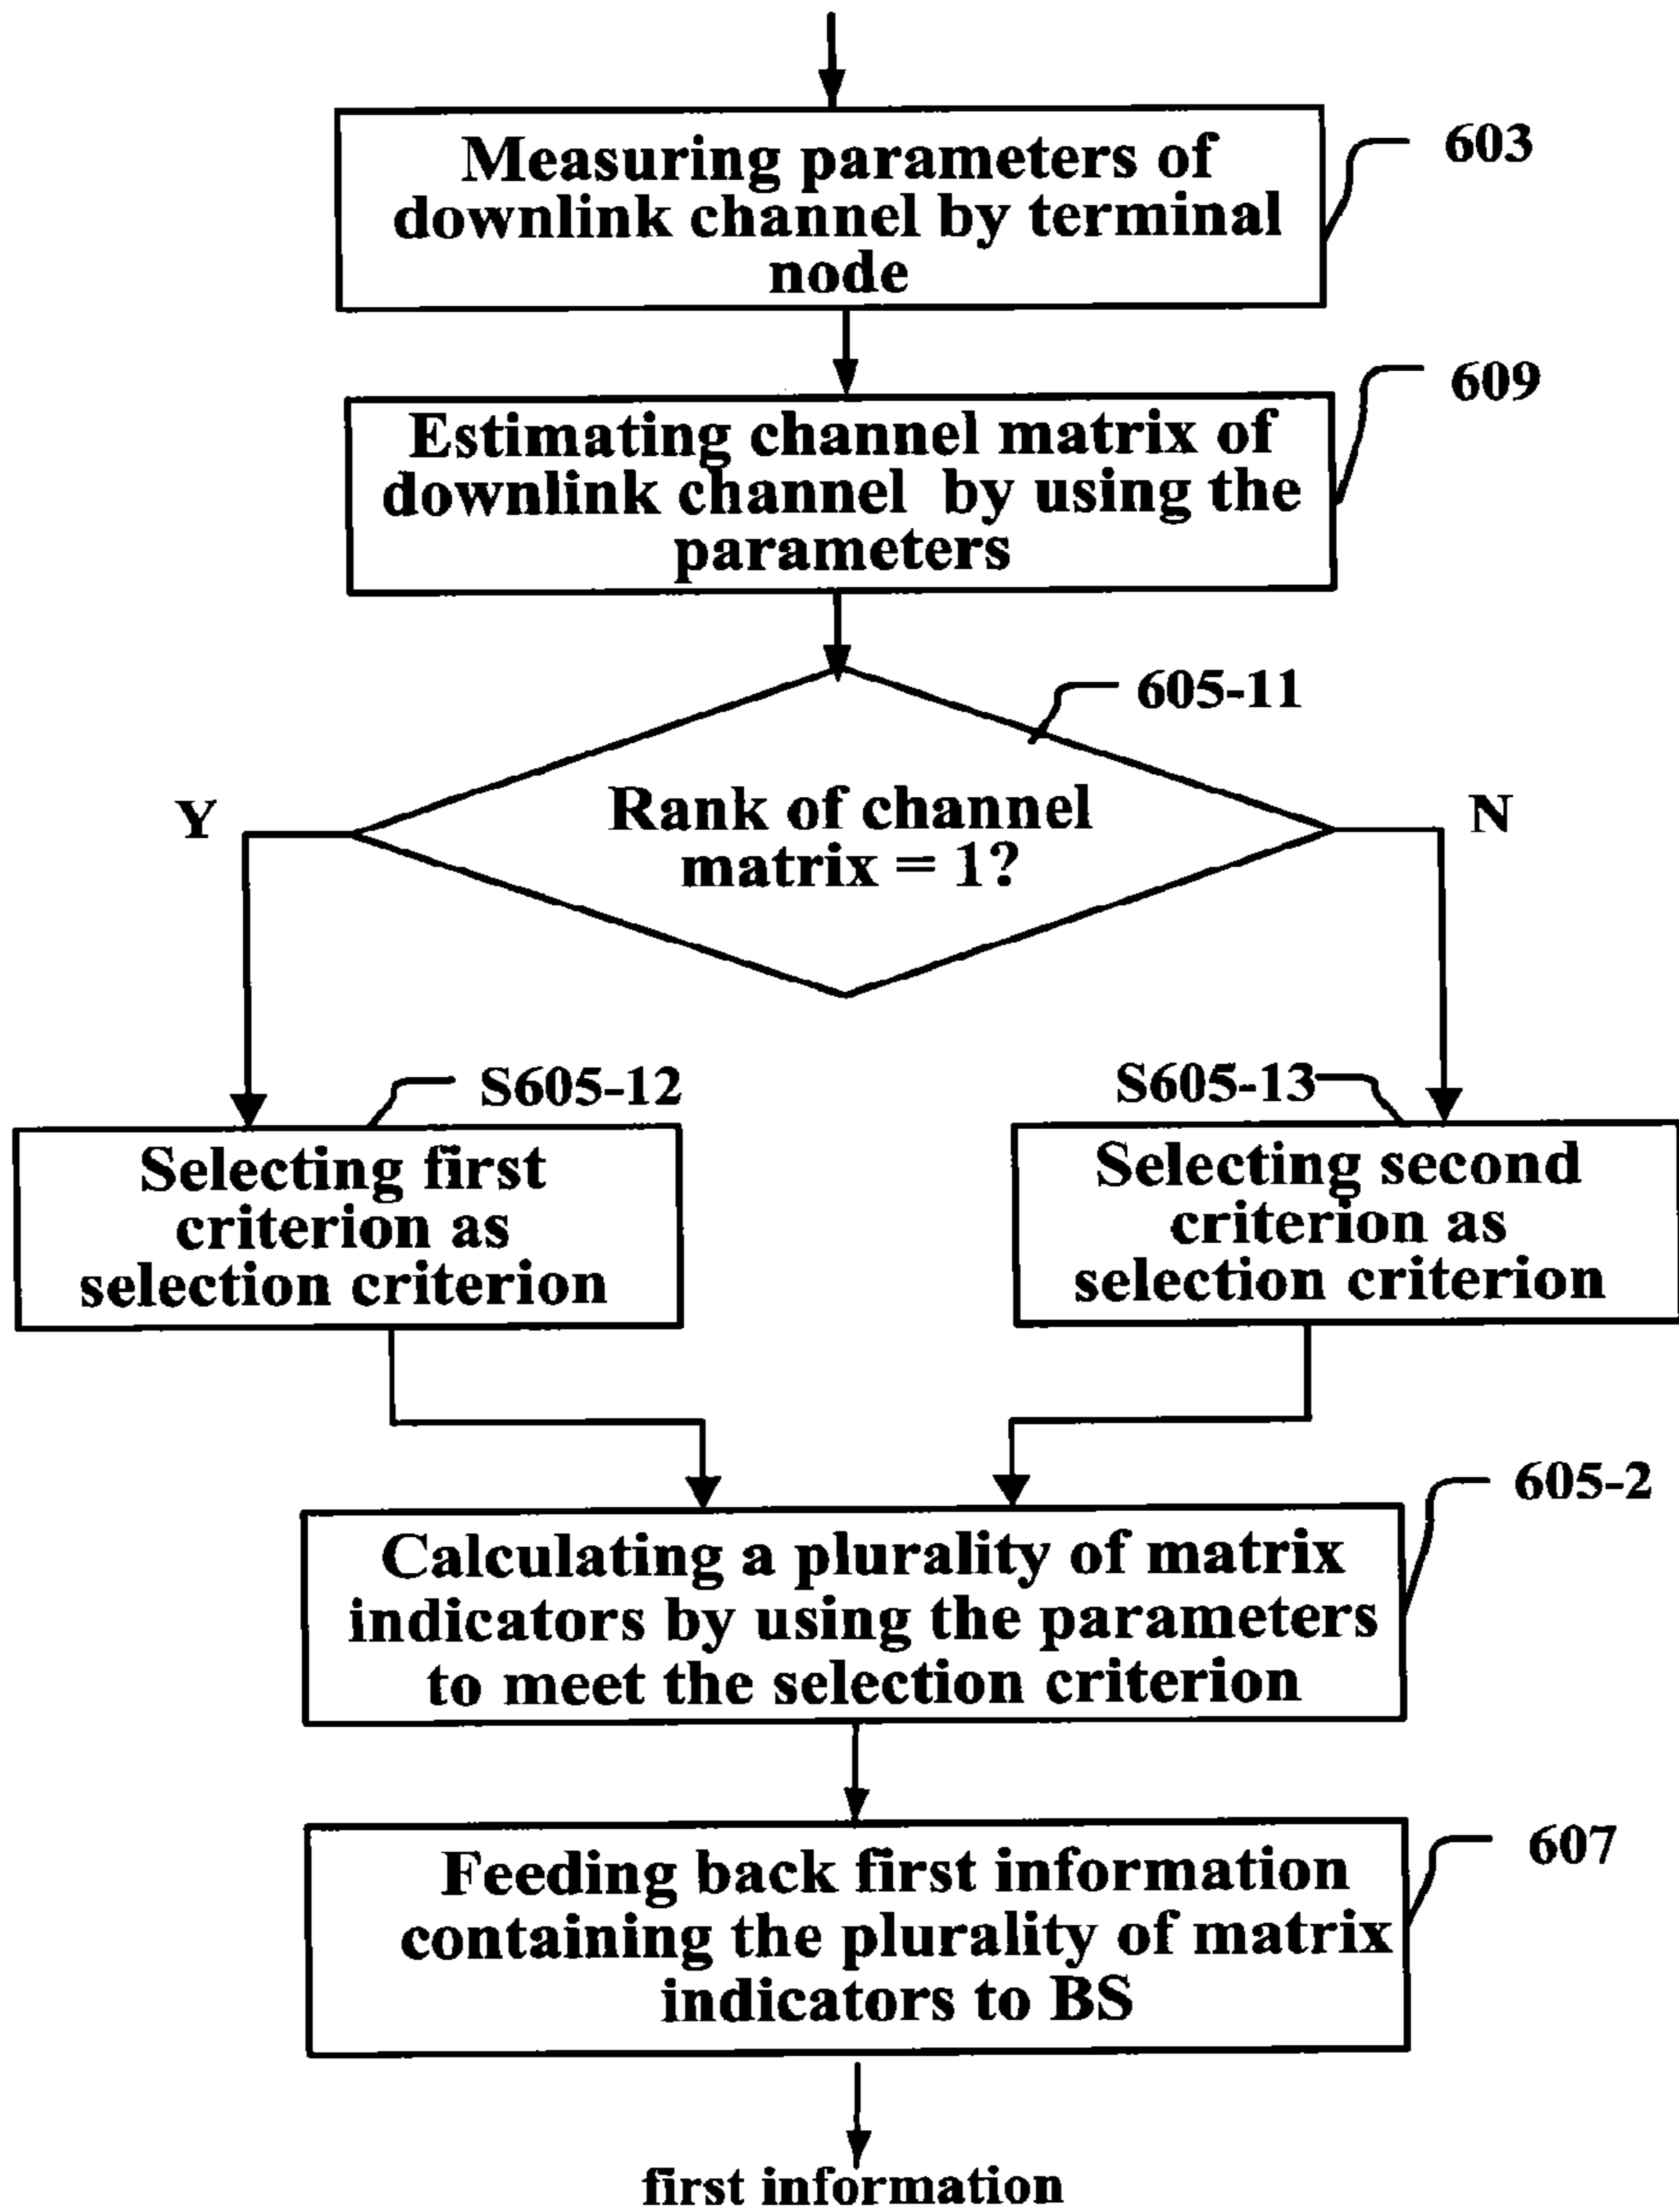 Measuring parameters of
downlink channel by terminal
node
603
Estimating channel matrix of
downlink channel by using the
parameters
609
605-11
Rank of channel
matrix = 1?
Y
N
S605-12
S605-13
Selecting first
criterion as
selection criterion
Selecting second
criterion as
selection criterion
605-2
Calculating a plurality of matrix
indicators by using the parameters
to meet the selection criterion
607
Feeding back first information
containing the plurality of matrix
indicators to BS
first information